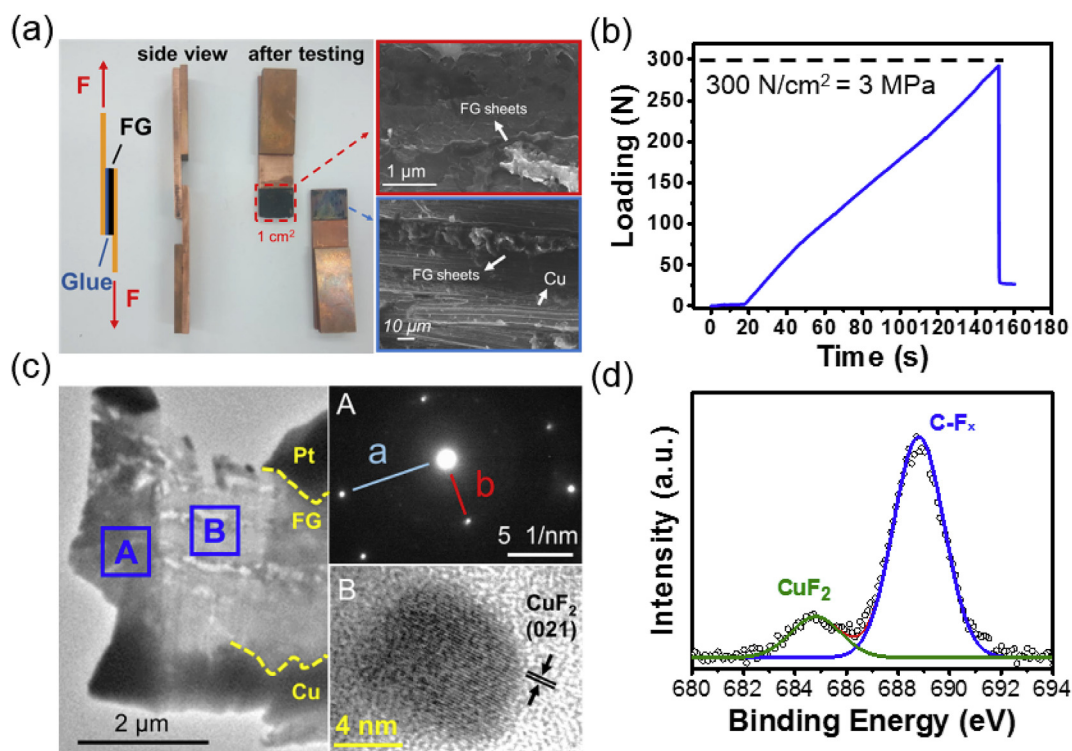 (a)
side view
after testing
F
FG
Glue
F
1 cm²
FG sheets
1 μm
FG sheets
Cu
10 μm
(b)
Loading (N)
300
250
200
150
100
50
0
300 N/cm² = 3 MPa
0 20 40 60 80 100 120 140 160 180
Time (s)
(c)
Pt
FG
A
B
Cu
2 μm
A
a
b
5 1/nm
B
CuF₂
(021)
4 nm
(d)
Intensity (a.u.)
C-Fₓ
CuF₂
680 682 684 686 688 690 692 694
Binding Energy (eV)